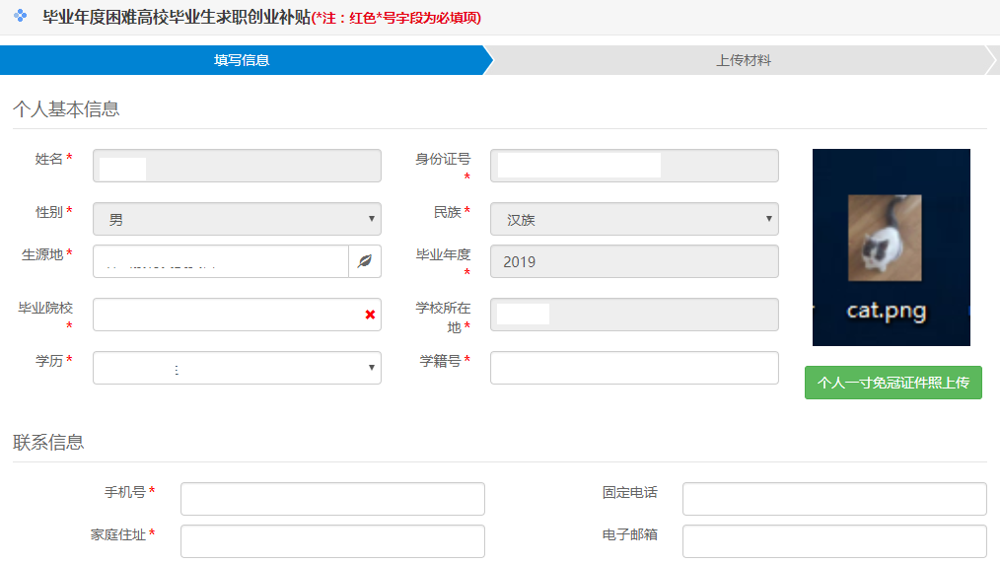 毕业年度困难高校毕业生求职创业补贴(*注：红色*号字段为必填项)
填写信息 上传材料
个人基本信息
姓名* 身份证号*
性别* 男 民族* 汉族
生源地* 毕业年度* 2019
毕业院校* 学校所在地*
学历* 学籍号*
cat.png
个人一寸免冠证件照上传
联系信息
手机号* 固定电话
家庭住址* 电子邮箱